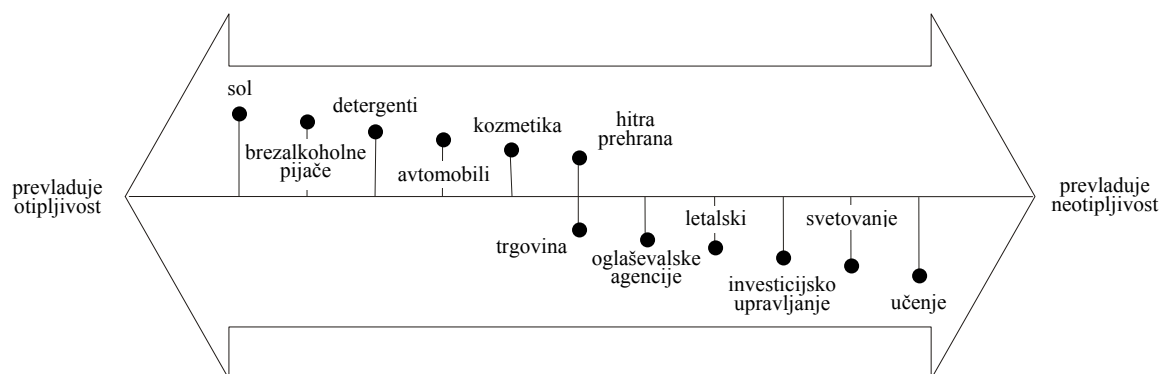 sol
detergenti
kozmetika
hitra
prehrana
brezalkoholne
pijače
avtomobili
prevladuje
otipljivost
prevladuje
neotipljivost
trgovina
oglaševalske
agencije
letalski
investicijsko
upravljanje
svetovanje
učenje